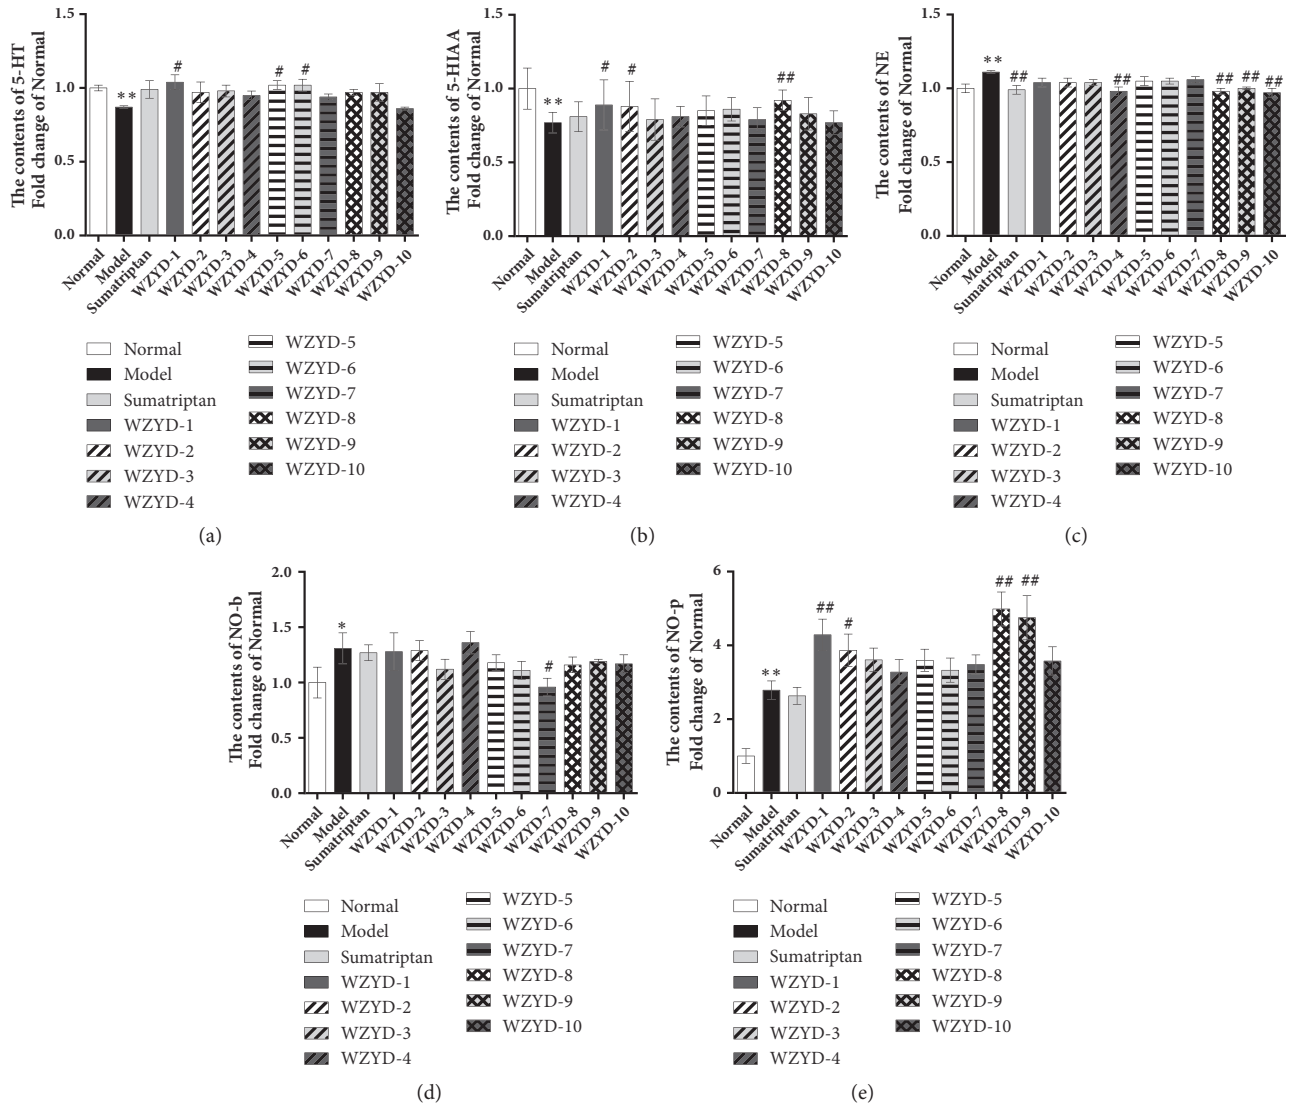 The contents of 5-HT
Fold change of Normal
1.5
1.0
0.5
0.0
#
**
#
#
Normal
Model
Sumatriptan
WZYD-1
WZYD-2
WZYD-3
WZYD-4
WZYD-5
WZYD-6
WZYD-7
WZYD-8
WZYD-9
WZYD-10
Normal
Model
Sumatriptan
WZYD-1
WZYD-2
WZYD-3
WZYD-4
WZYD-5
WZYD-6
WZYD-7
WZYD-8
WZYD-9
WZYD-10
(a)
The contents of 5-HIAA
Fold change of Normal
1.5
1.0
0.5
0.0
**
#
#
##
Normal
Model
Sumatriptan
WZYD-1
WZYD-2
WZYD-3
WZYD-4
WZYD-5
WZYD-6
WZYD-7
WZYD-8
WZYD-9
WZYD-10
Normal
Model
Sumatriptan
WZYD-1
WZYD-2
WZYD-3
WZYD-4
WZYD-5
WZYD-6
WZYD-7
WZYD-8
WZYD-9
WZYD-10
(b)
The contents of NE
Fold change of Normal
1.5
1.0
0.5
0.0
**
##
##
##
##
##
Normal
Model
Sumatriptan
WZYD-1
WZYD-2
WZYD-3
WZYD-4
WZYD-5
WZYD-6
WZYD-7
WZYD-8
WZYD-9
WZYD-10
Normal
Model
Sumatriptan
WZYD-1
WZYD-2
WZYD-3
WZYD-4
WZYD-5
WZYD-6
WZYD-7
WZYD-8
WZYD-9
WZYD-10
(c)
The contents of NO-b
Fold change of Normal
2.0
1.5
1.0
0.5
0.0
*
#
Normal
Model
Sumatriptan
WZYD-1
WZYD-2
WZYD-3
WZYD-4
WZYD-5
WZYD-6
WZYD-7
WZYD-8
WZYD-9
WZYD-10
Normal
Model
Sumatriptan
WZYD-1
WZYD-2
WZYD-3
WZYD-4
WZYD-5
WZYD-6
WZYD-7
WZYD-8
WZYD-9
WZYD-10
(d)
The contents of NO-p
Fold change of Normal
6
4
2
0
**
##
#
##
##
Normal
Model
Sumatriptan
WZYD-1
WZYD-2
WZYD-3
WZYD-4
WZYD-5
WZYD-6
WZYD-7
WZYD-8
WZYD-9
WZYD-10
Normal
Model
Sumatriptan
WZYD-1
WZYD-2
WZYD-3
WZYD-4
WZYD-5
WZYD-6
WZYD-7
WZYD-8
WZYD-9
WZYD-10
(e)